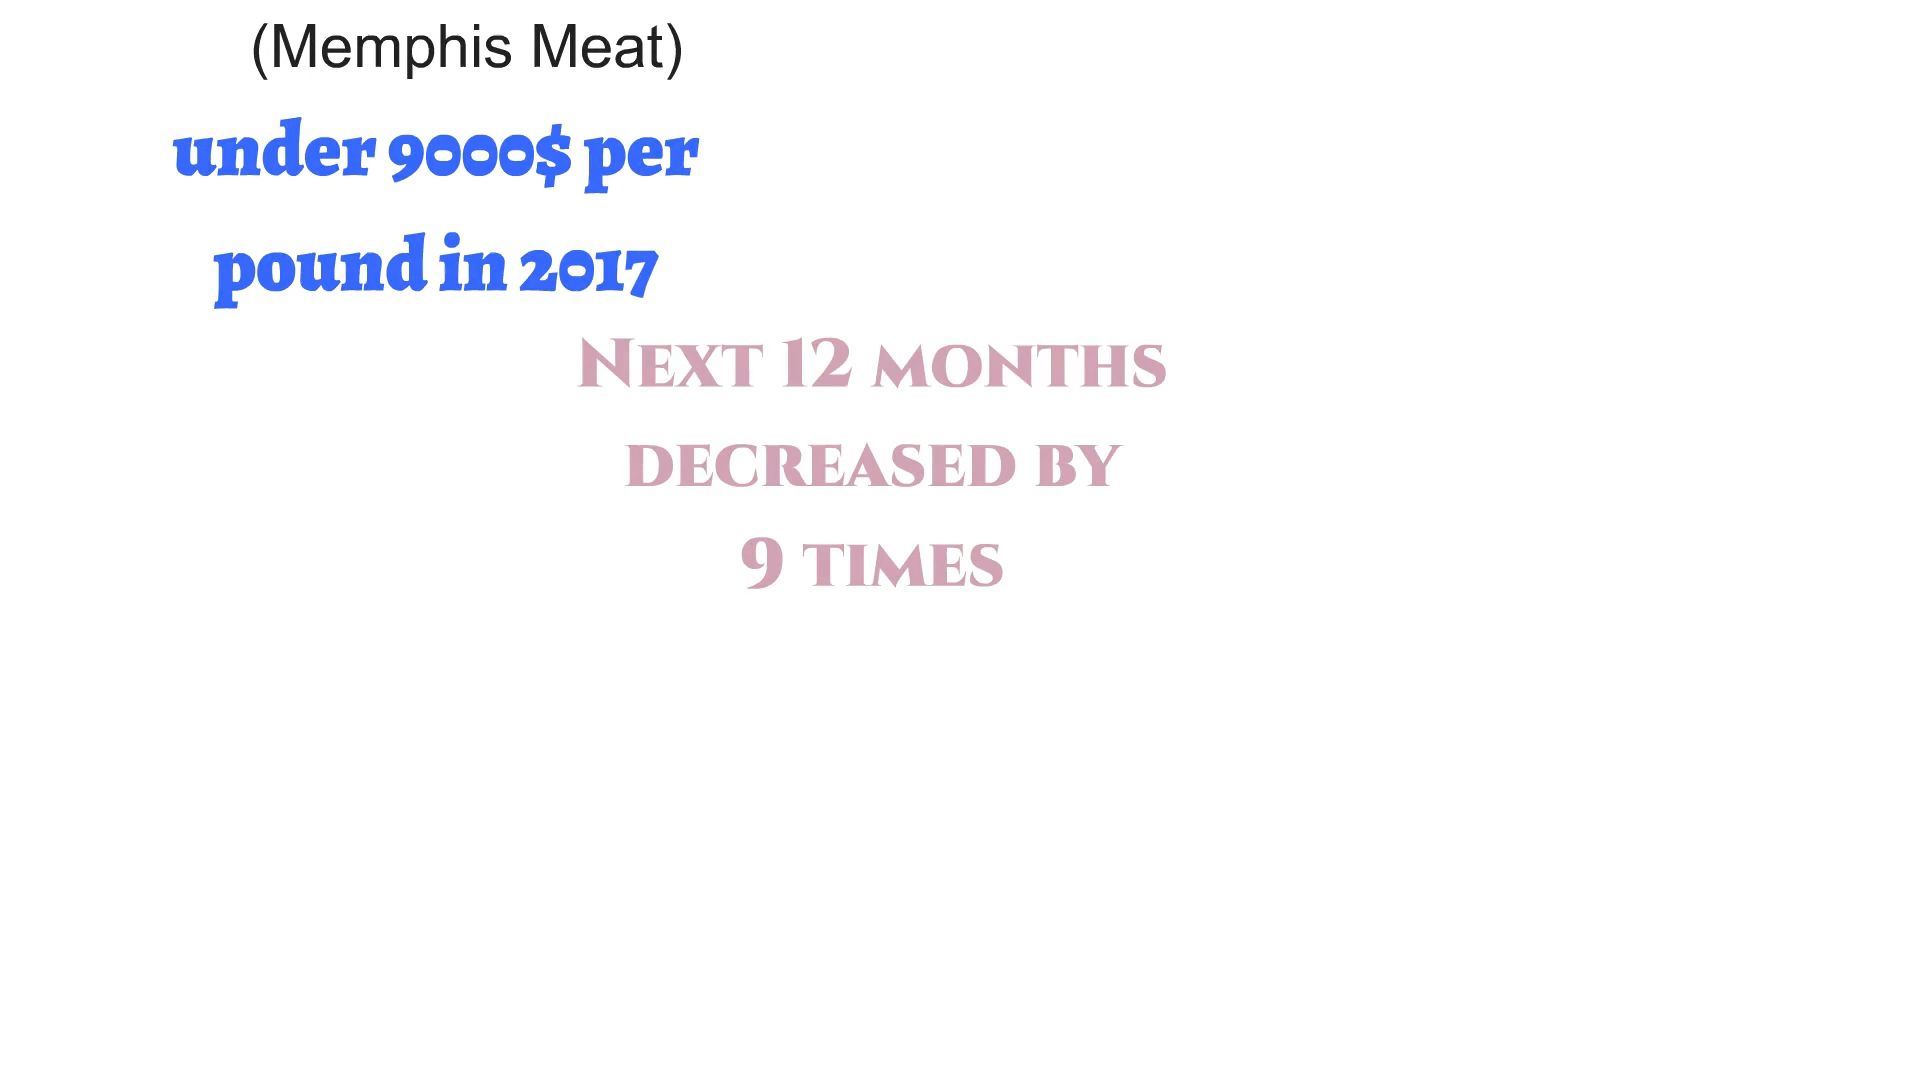 (Memphis Meat)
under 9000$ per
pound in 2017
Next 12 months
decreased by
9 times